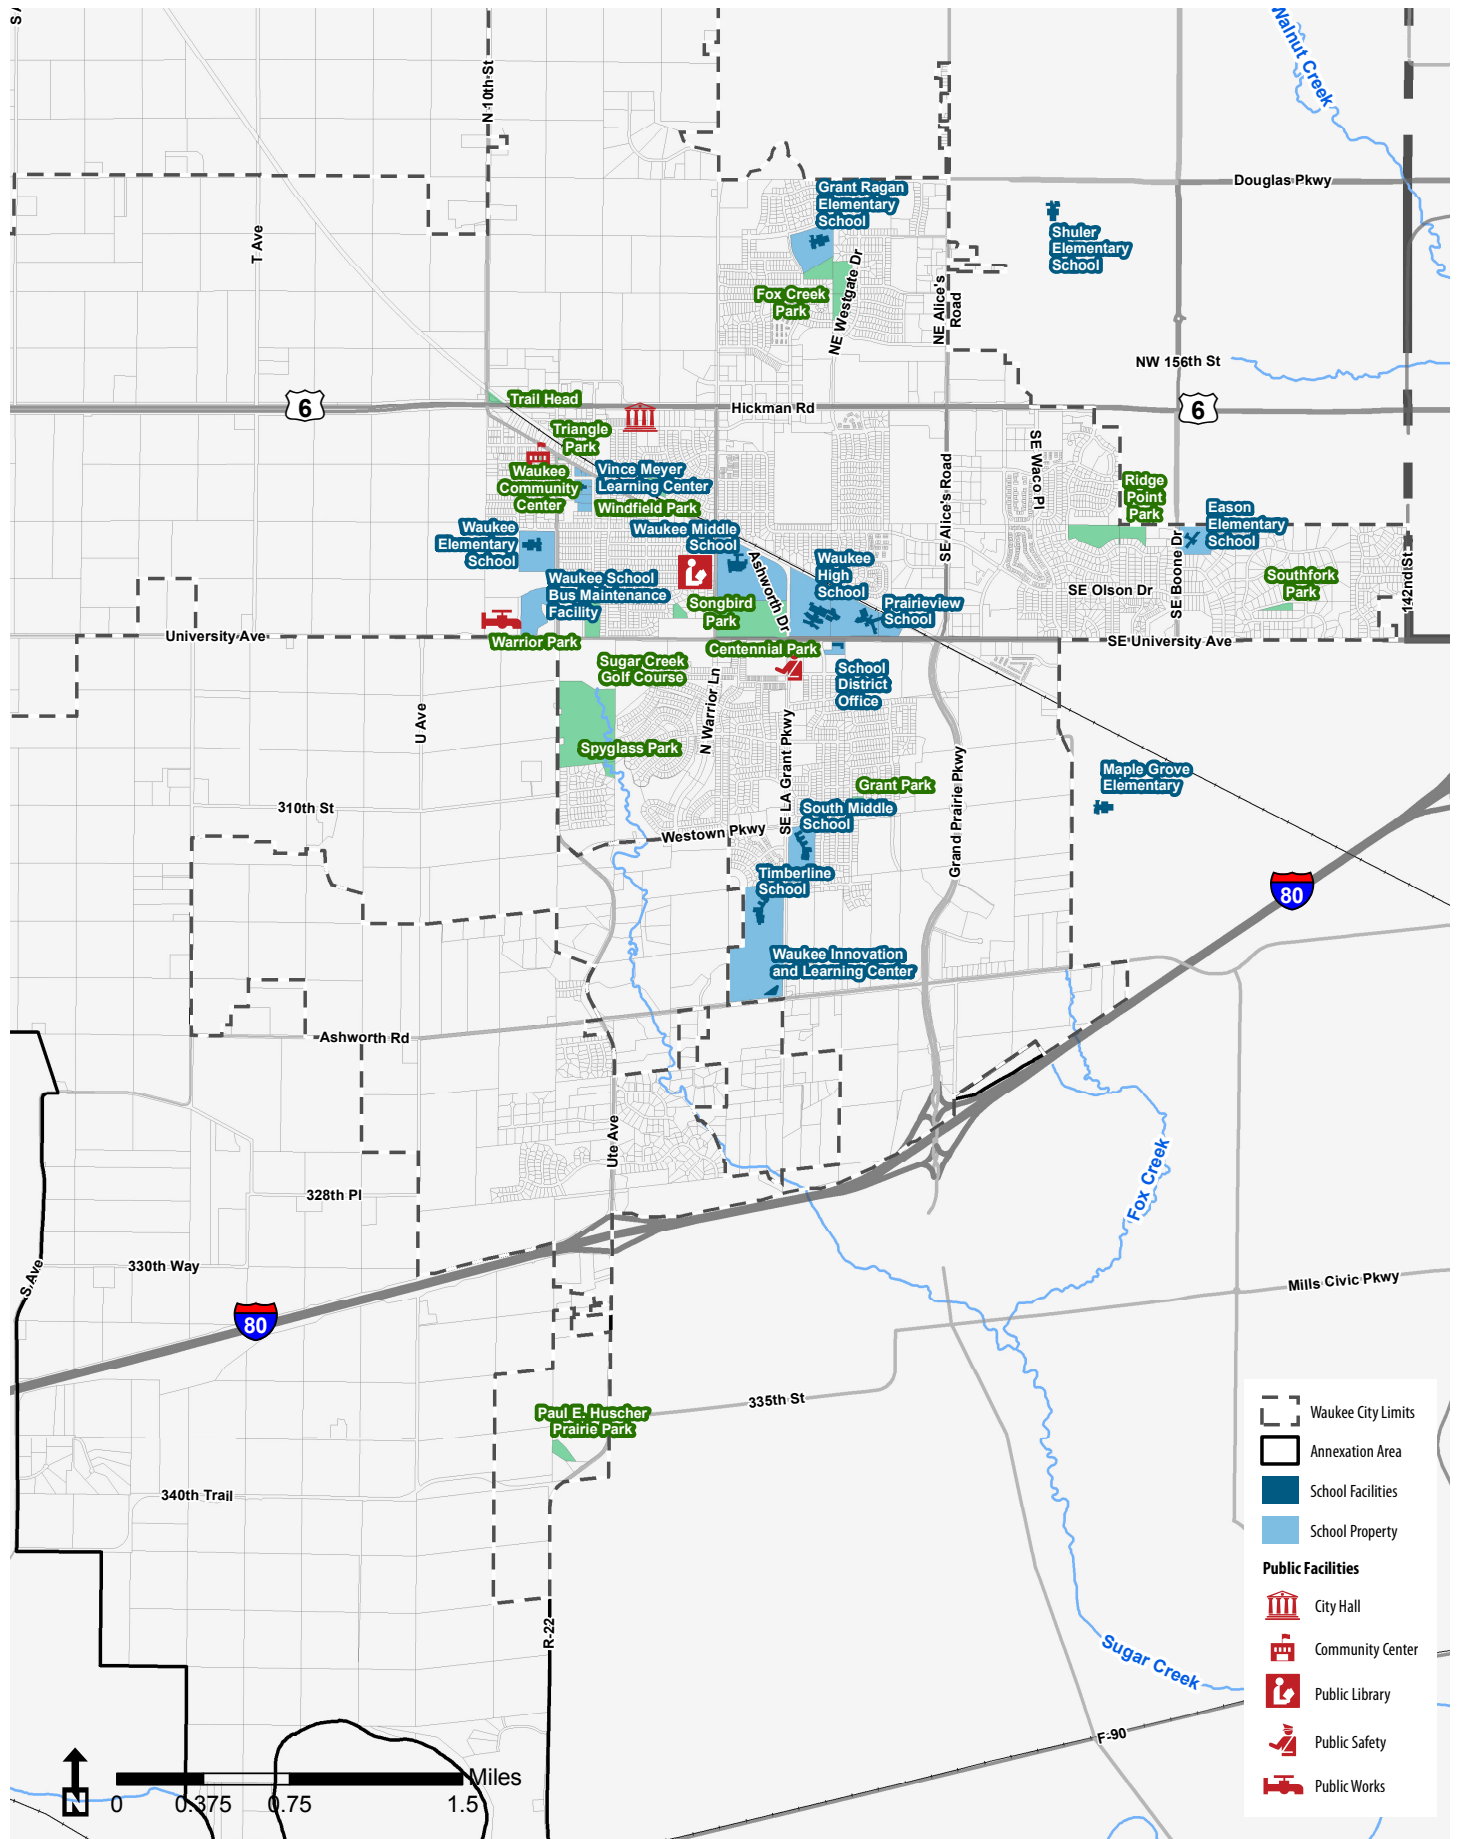 S A
N 10th St
Walnut Creek
Douglas Pkwy
Grant Ragan
Elementary
School
Shuler
Elementary
School
T Ave
NE Westgate Dr
Fox Creek
Park
NE Alice's
Road
NW 156th St
6
Trail Head
Hickman Rd
6
Triangle
Park
Waukee
Community
Center
Vince Meyer
Learning Center
Windfield Park
SE Waco Pl
SE Alice's Road
Ridge
Point
Park
Eason
Elementary
School
Waukee
Elementary
School
Waukee Middle
School
Ashworth Dr
Waukee
High
School
SE Boone Dr
142nd St
Waukee School
Bus Maintenance
Facility
Songbird
Park
Prairieview
School
SE Olson Dr
Southfork
Park
University Ave
Warrior Park
Centennial Park
SE University Ave
Sugar Creek
Golf Course
School
District
Office
U Ave
N Warrior Ln
SE LA Grant Pkwy
Grand Prairie Pkwy
Spyglass Park
Grant Park
Maple Grove
Elementary
310th St
South Middle
School
Westown Pkwy
Timberline
School
80
Waukee Innovation
and Learning Center
Ashworth Rd
Ute Ave
Fox Creek
328th Pl
330th Way
S Ave
80
Mills Civic Pkwy
335th St
Paul E. Huscher
Prairie Park
340th Trail
R-22
Sugar Creek
F-90
Waukee City Limits
Annexation Area
School Facilities
School Property
Public Facilities
City Hall
Community Center
Public Library
Public Safety
Public Works
N
Miles
0 0.375 0.75 1.5